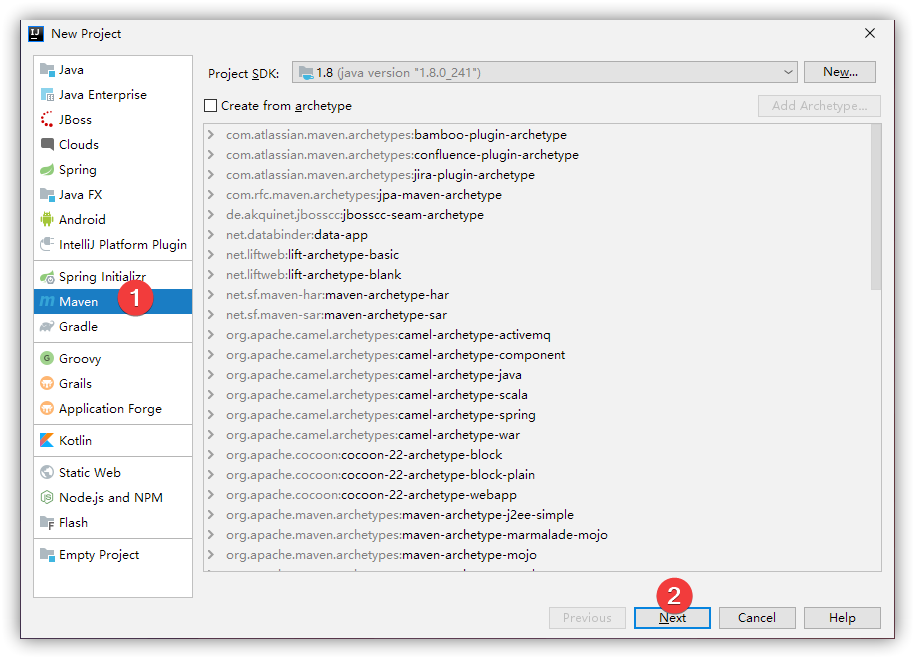 New Project
Java
Java Enterprise
JBoss
Clouds
Spring
Java FX
Android
IntelliJ Platform Plugin
Spring Initializr
Maven
1
Gradle
Groovy
Grails
Application Forge
Kotlin
Static Web
Node.js and NPM
Flash
Empty Project
Project SDK: 1.8 (java version "1.8.0_241") New...
Create from archetype Add Archetype...
com.atlassian.maven.archetypes:bamboo-plugin-archetype
com.atlassian.maven.archetypes:confluence-plugin-archetype
com.atlassian.maven.archetypes:jira-plugin-archetype
com.rfc.maven.archetypes:jpa-maven-archetype
de.akquinet.jbosscc:jbosscc-seam-archetype
net.databinder:data-app
net.liftweb:lift-archetype-basic
net.liftweb:lift-archetype-blank
net.sf.maven-har:maven-archetype-har
net.sf.maven-sar:maven-archetype-sar
org.apache.camel.archetypes:camel-archetype-activemq
org.apache.camel.archetypes:camel-archetype-component
org.apache.camel.archetypes:camel-archetype-java
org.apache.camel.archetypes:camel-archetype-scala
org.apache.camel.archetypes:camel-archetype-spring
org.apache.camel.archetypes:camel-archetype-war
org.apache.cocoon:cocoon-22-archetype-block
org.apache.cocoon:cocoon-22-archetype-block-plain
org.apache.cocoon:cocoon-22-archetype-webapp
org.apache.maven.archetypes:maven-archetype-j2ee-simple
org.apache.maven.archetypes:maven-archetype-marmalade-mojo
org.apache.maven.archetypes:maven-archetype-mojo
2
Previous Next Cancel Help